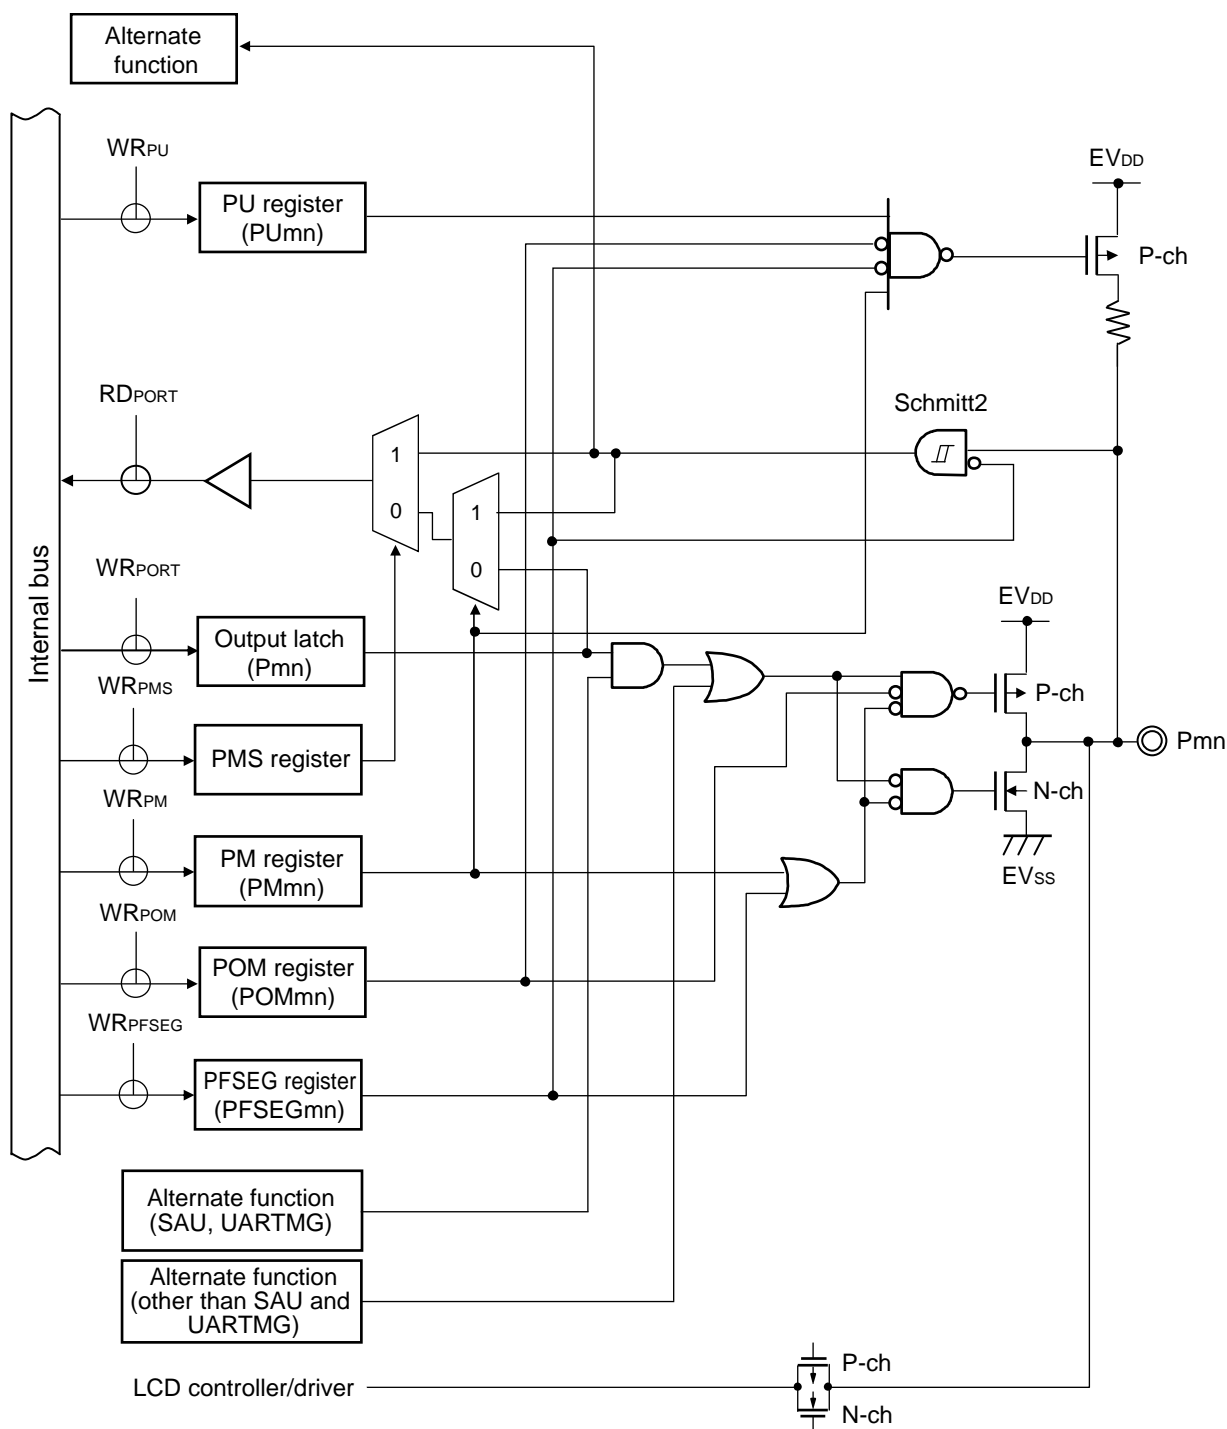 Alternate
function
WRPU
EVDD
PU register
(PUmn)
P-ch
RDPORT
Schmitt2
1
0
1
0
Internal bus
WRPORT
EVDD
Output latch
(Pmn)
WRPMS
P-ch
PMS register
Pmn
WRPM
N-ch
PM register
(PMmn)
EVSS
WRPOM
POM register
(POMmn)
WRPFSEG
PFSEG register
(PFSEGmn)
Alternate function
(SAU, UARTMG)
Alternate function
(other than SAU and
UARTMG)
P-ch
LCD controller/driver
N-ch